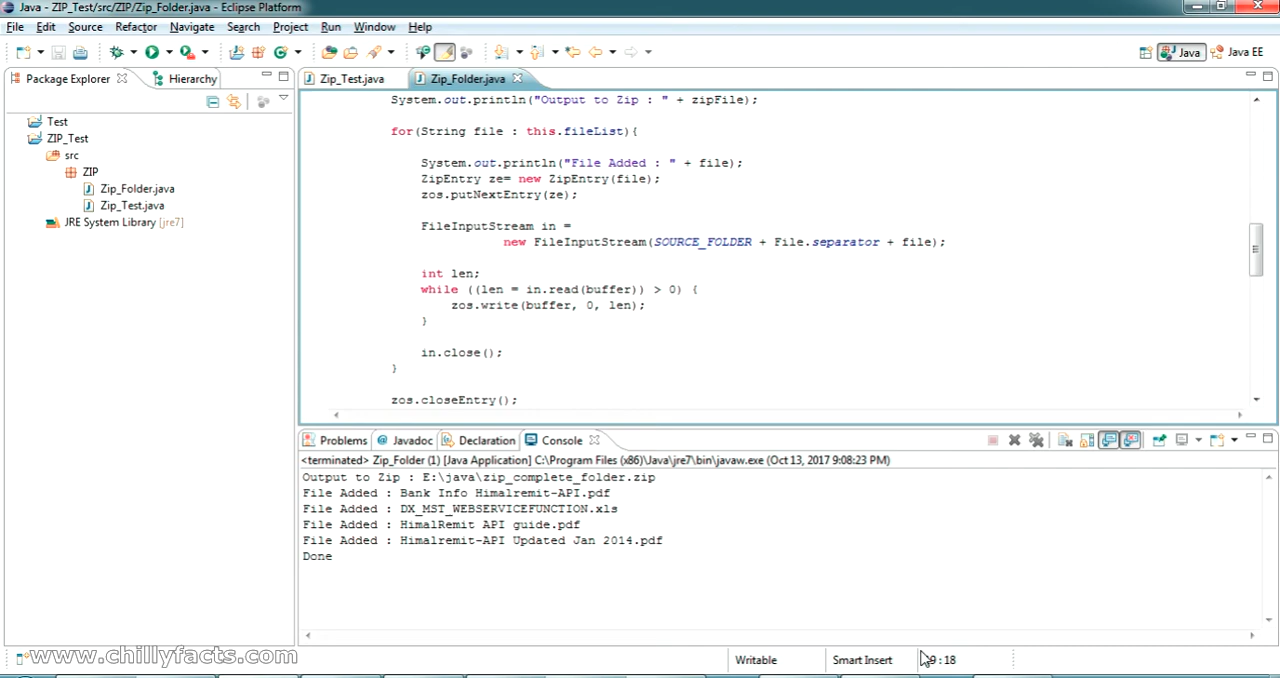 Java - ZIP_Test/src/ZIP/Zip_Folder.java - Eclipse Platform
File Edit Source Refactor Navigate Search Project Run Window Help
Java Java EE
Package Explorer Hierarchy
Test
ZIP_Test
src
ZIP
Zip_Folder.java
Zip_Test.java
JRE System Library [jre7]
Zip_Test.java Zip_Folder.java
System.out.println("Output to Zip : " + zipFile);
for(String file : this.fileList){
System.out.println("File Added : " + file);
ZipEntry ze= new ZipEntry(file);
zos.putNextEntry(ze);
FileInputStream in =
new FileInputStream(SOURCE_FOLDER + File.separator + file);
int len;
while ((len = in.read(buffer)) > 0) {
zos.write(buffer, 0, len);
}
in.close();
}
zos.closeEntry();
Problems @ Javadoc Declaration Console
<terminated> Zip_Folder (1) [Java Application] C:\Program Files (x86)\Java\jre7\bin\javaw.exe (Oct 13, 2017 9:08:23 PM)
Output to Zip : E:\java\zip_complete_folder.zip
File Added : Bank Info Himalremit-API.pdf
File Added : DX_MST_WEBSERVICEFUNCTION.xls
File Added : HimalRemit API guide.pdf
File Added : Himalremit-API Updated Jan 2014.pdf
Done
www.chillyfacts.com
Writable Smart Insert : 18